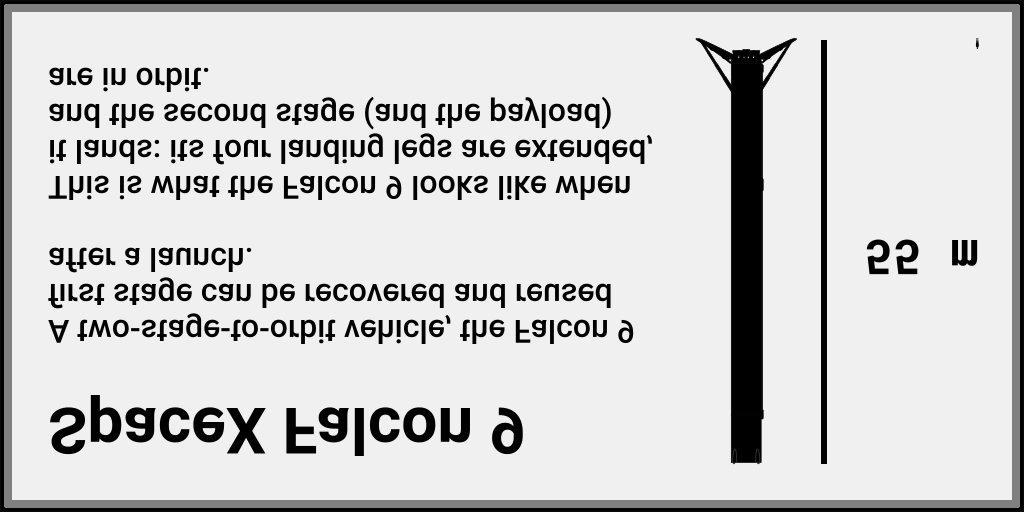 SpaceX Falcon 9
A two-stage-to-orbit vehicle, the Falcon 9
first stage can be recovered and reused
after a launch.
This is what the Falcon 9 looks like when
it lands: its four landing legs are extended,
and the second stage (and the payload)
are in orbit.
55 m